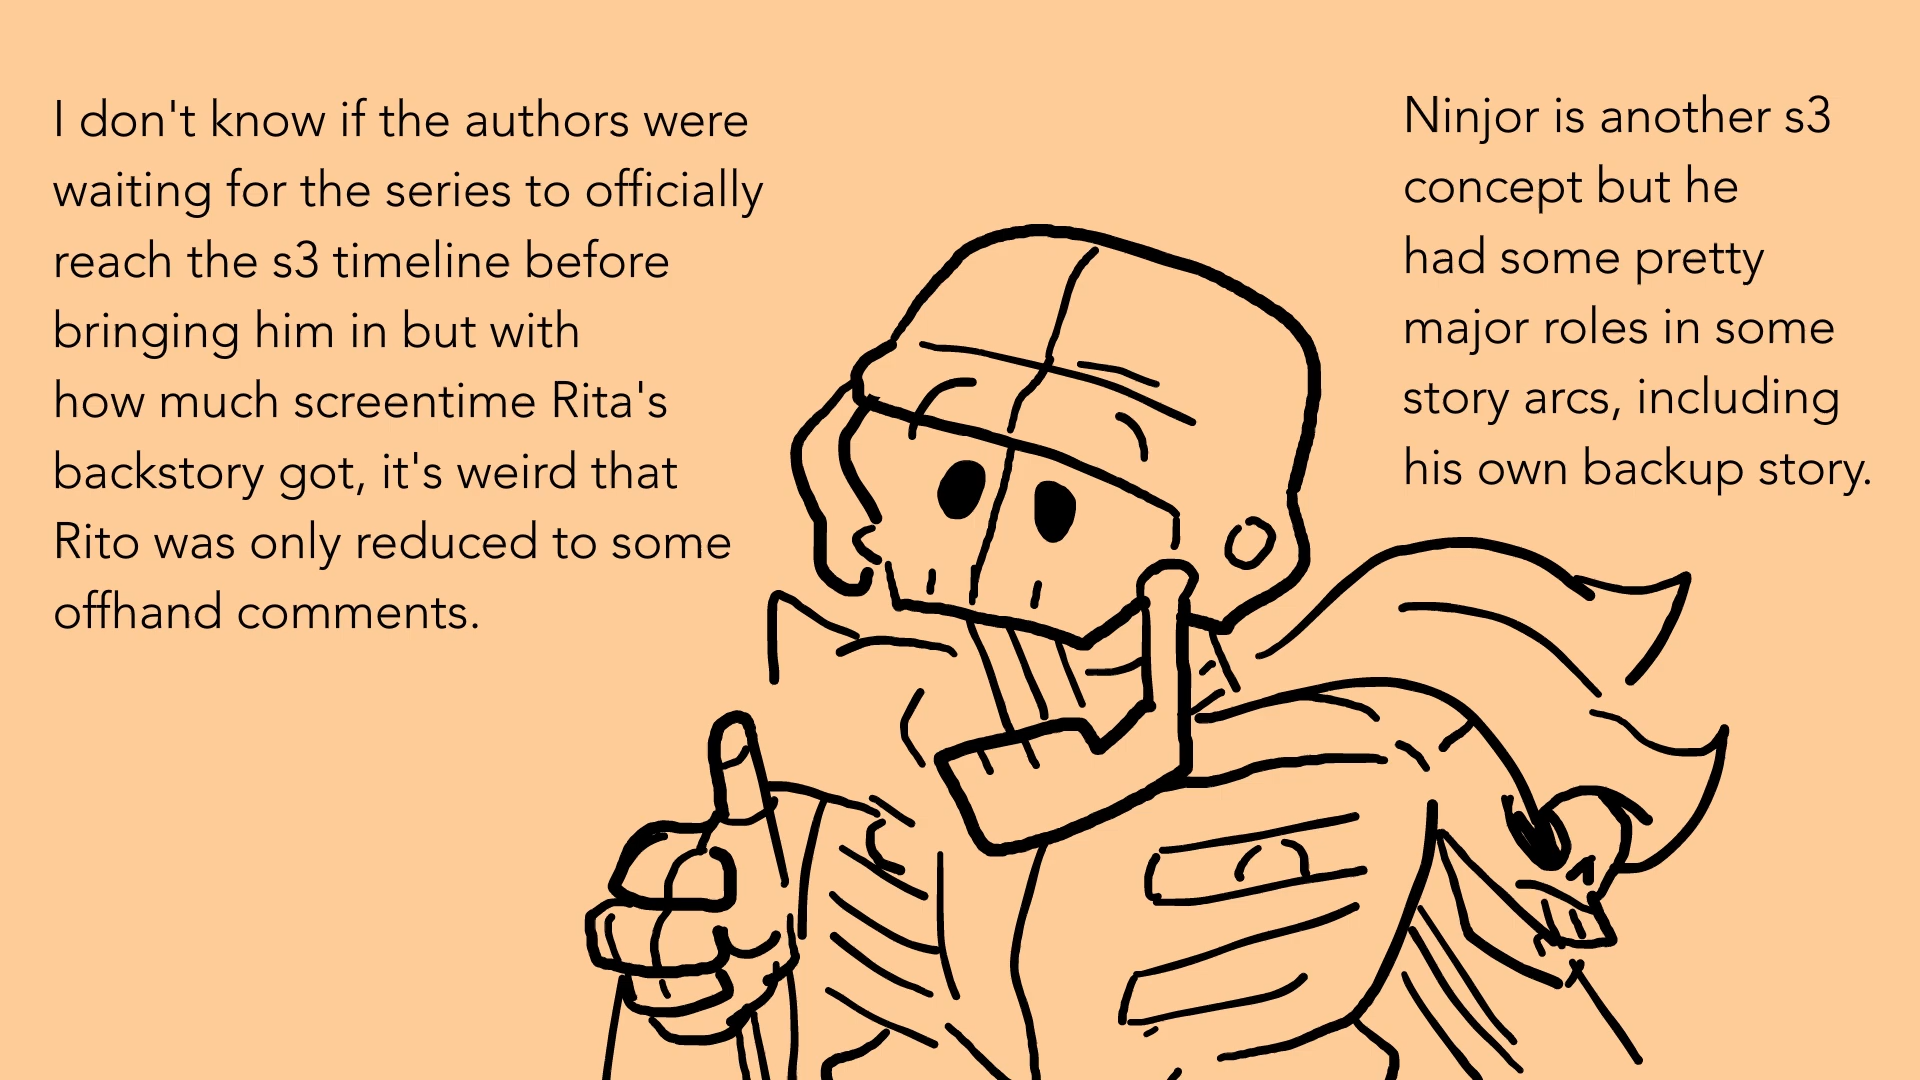 I don't know if the authors were
waiting for the series to officially
reach the s3 timeline before
bringing him in but with
how much screentime Rita's
backstory got, it's weird that
Rito was only reduced to some
offhand comments.
Ninjor is another s3
concept but he
had some pretty
major roles in some
story arcs, including
his own backup story.